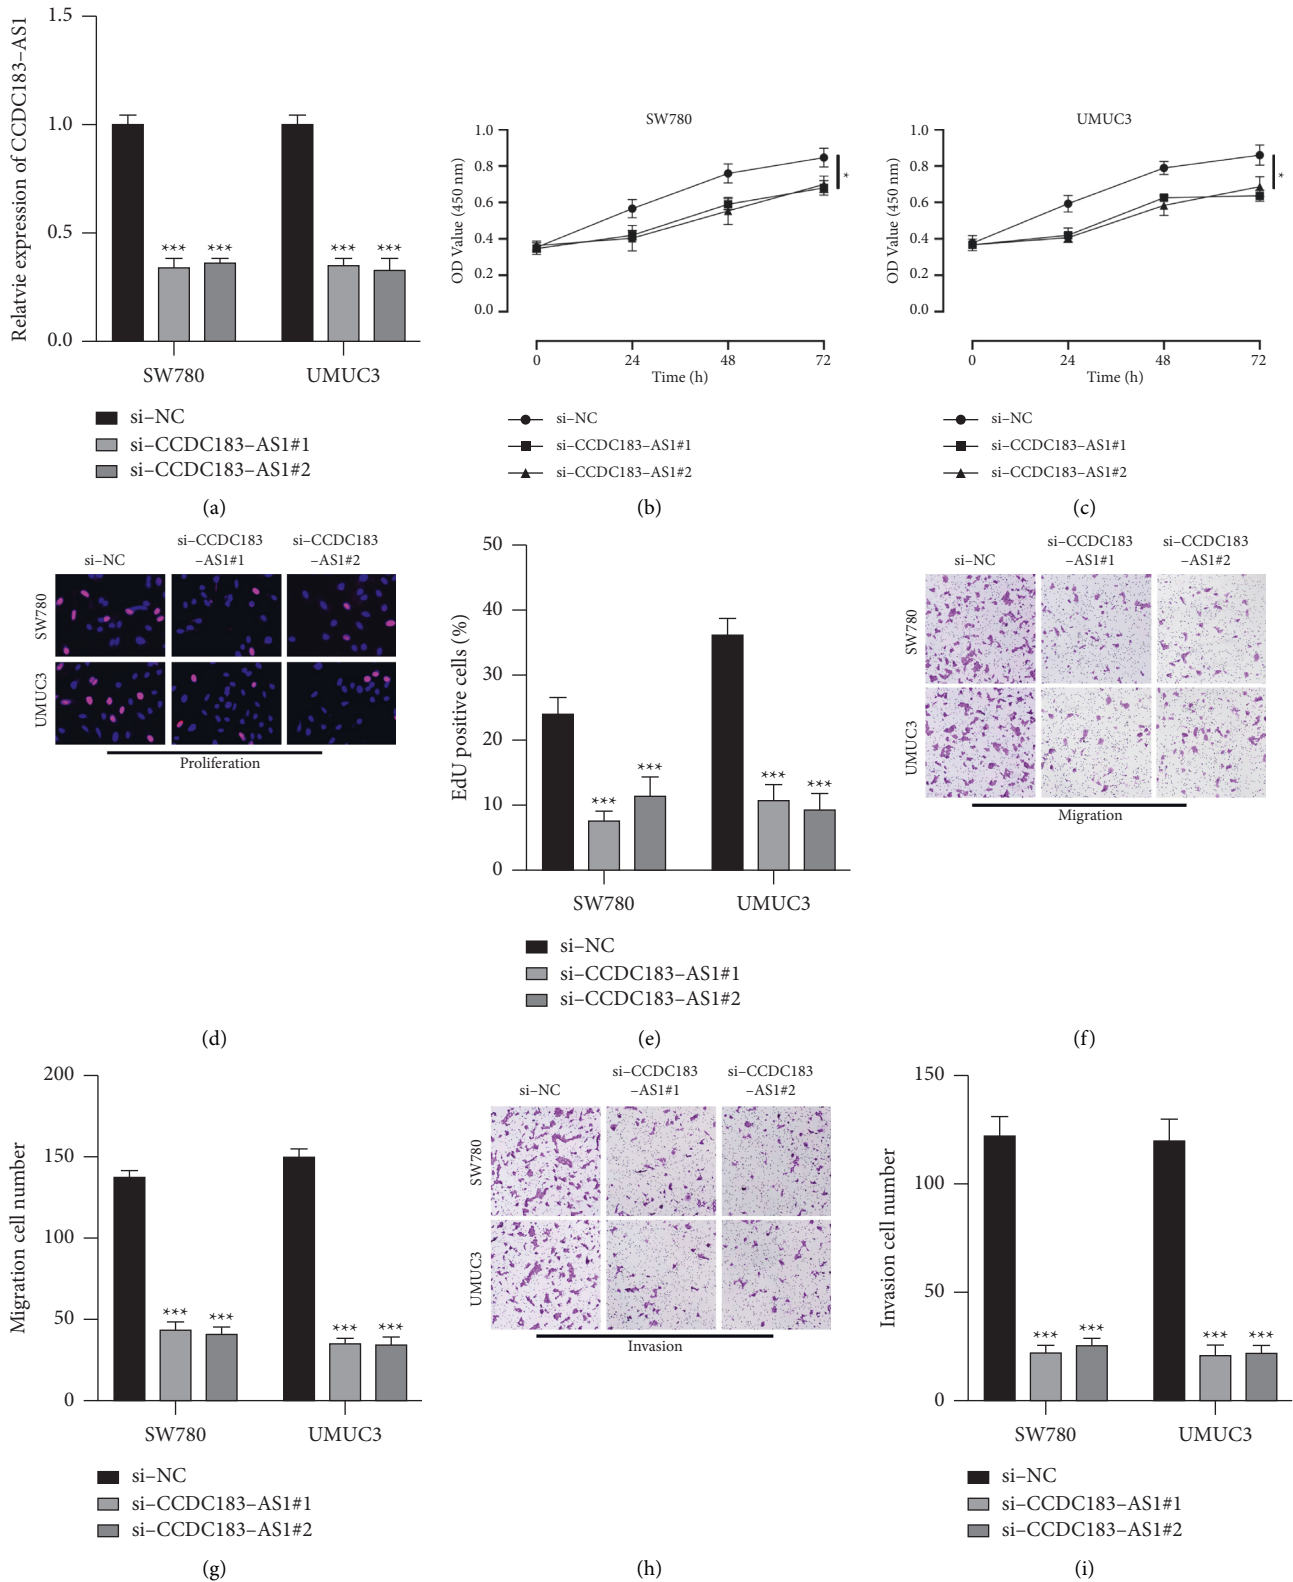 Relatvie expression of CCDC183–AS1
1.5
1.0
0.5
0.0
***
***
***
***
SW780
UMUC3
si–NC
si–CCDC183–AS1#1
si–CCDC183–AS1#2
(a)
SW780
OD Value (450 nm)
1.0
0.8
0.6
0.4
0.2
0.0
*
0
24
48
72
Time (h)
si–NC
si–CCDC183–AS1#1
si–CCDC183–AS1#2
(b)
UMUC3
OD Value (450 nm)
1.0
0.8
0.6
0.4
0.2
0.0
*
0
24
48
72
Time (h)
si–NC
si–CCDC183–AS1#1
si–CCDC183–AS1#2
(c)
si–NC
si–CCDC183
–AS1#1
si–CCDC183
–AS1#2
SW780
UMUC3
Proliferation
(d)
EdU positive cells (%)
50
40
30
20
10
0
***
***
***
***
SW780
UMUC3
si–NC
si–CCDC183–AS1#1
si–CCDC183–AS1#2
(e)
si–NC
si–CCDC183
–AS1#1
si–CCDC183
–AS1#2
SW780
UMUC3
Migration
(f)
Migration cell number
200
150
100
50
0
***
***
***
***
SW780
UMUC3
si–NC
si–CCDC183–AS1#1
si–CCDC183–AS1#2
(g)
si–NC
si–CCDC183
–AS1#1
si–CCDC183
–AS1#2
SW780
UMUC3
Invasion
(h)
Invasion cell number
150
100
50
0
***
***
***
***
SW780
UMUC3
si–NC
si–CCDC183–AS1#1
si–CCDC183–AS1#2
(i)